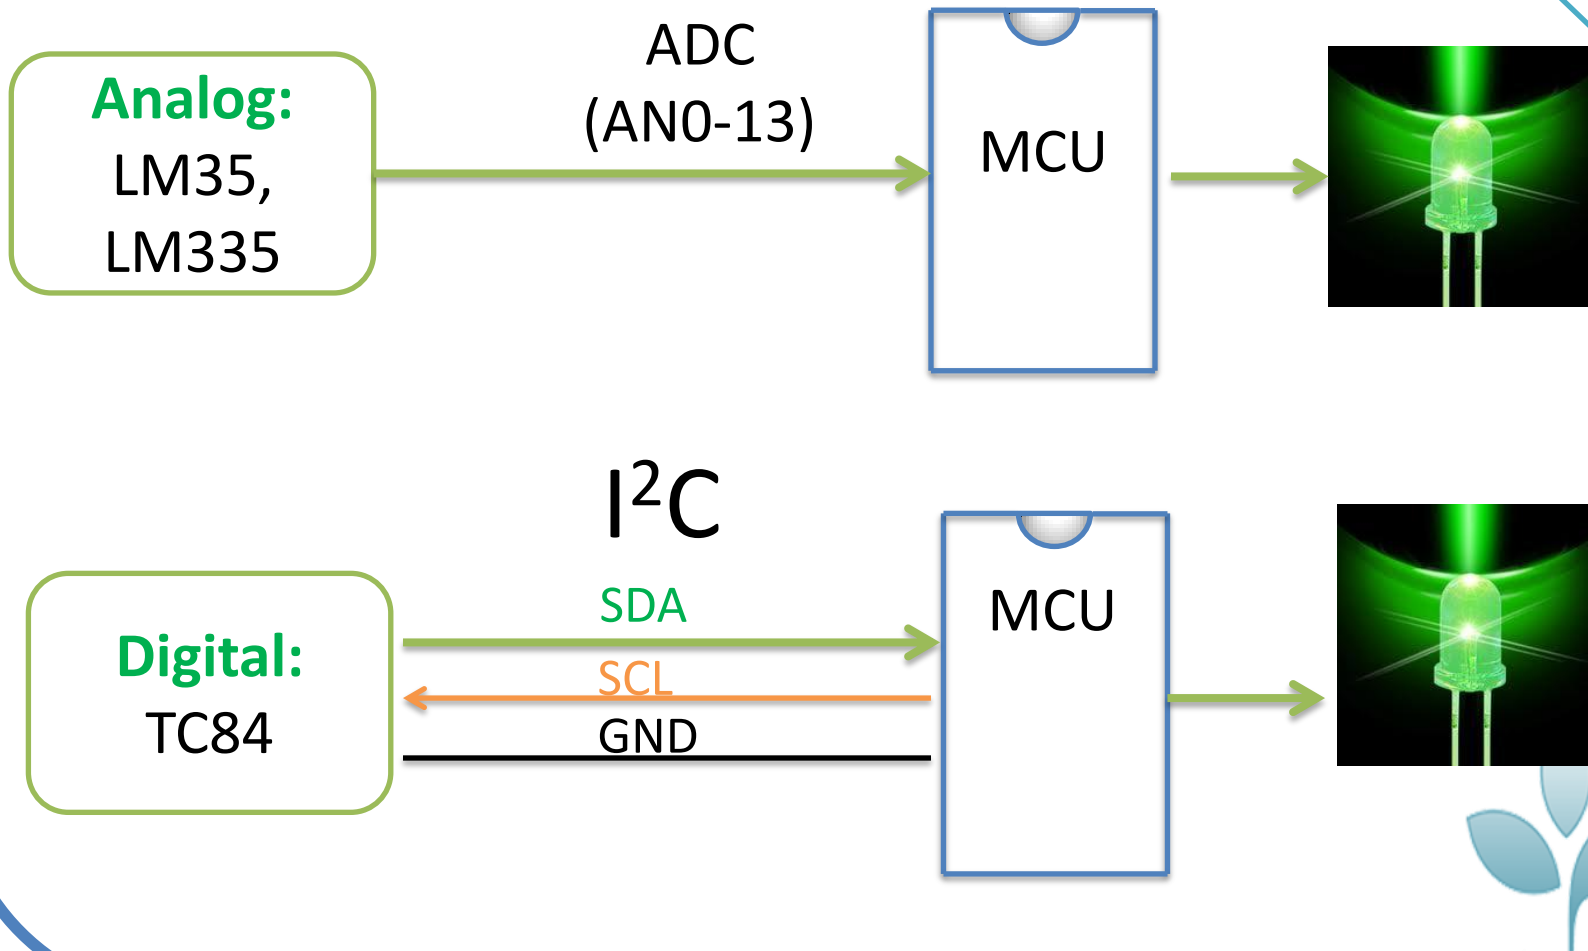 Analog:
LM35,
LM335
ADC
(AN0-13)
MCU
I²C
Digital:
TC84
SDA
SCL
GND
MCU